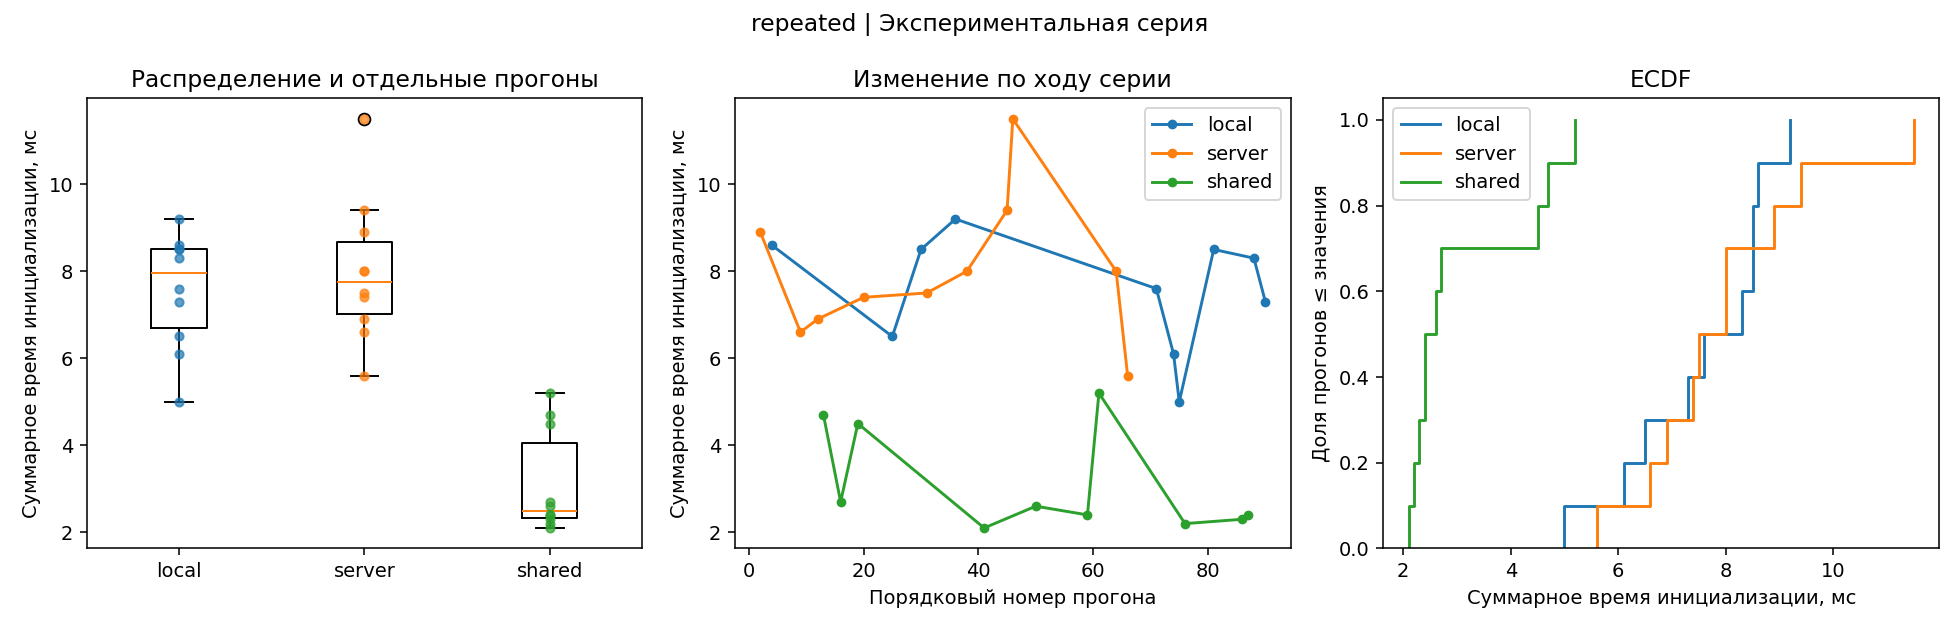 repeated | Экспериментальная серия
Распределение и отдельные прогоны
Суммарное время инициализации, мс
10
8
6
4
2
local
server
shared
Изменение по ходу серии
Суммарное время инициализации, мс
10
8
6
4
2
0
20
40
60
80
Порядковый номер прогона
local
server
shared
ECDF
Доля прогонов ≤ значения
1.0
0.8
0.6
0.4
0.2
0.0
2
4
6
8
10
Суммарное время инициализации, мс
local
server
shared